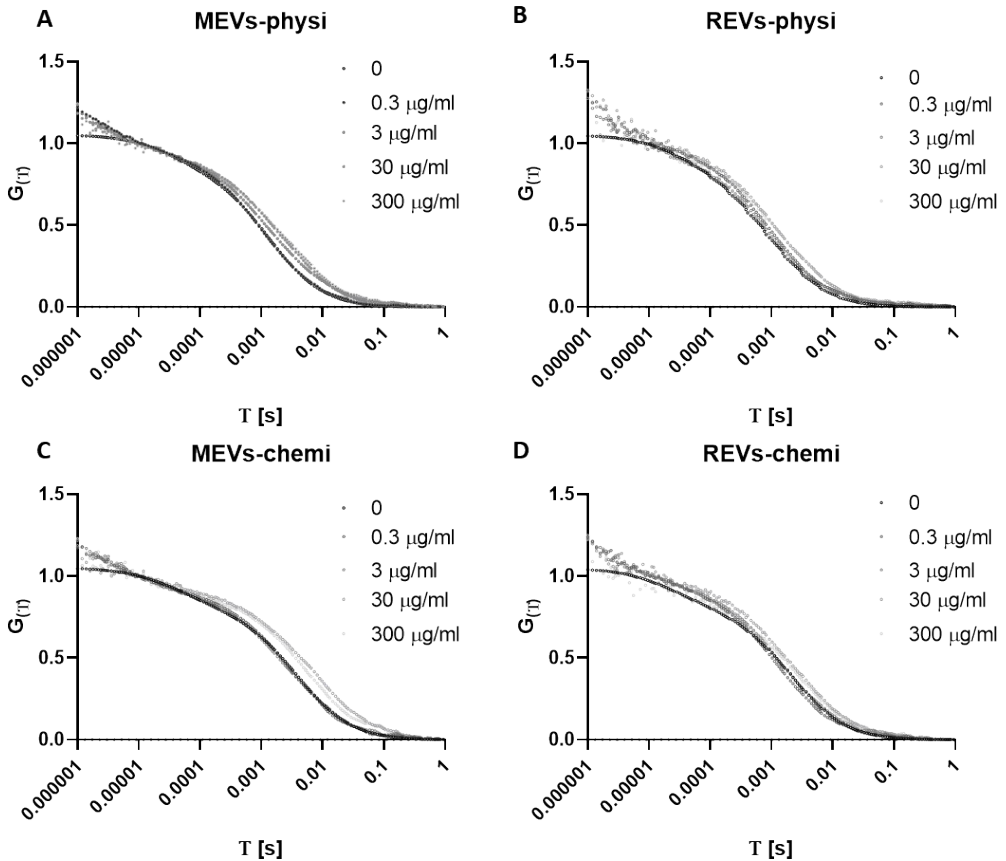 A
MEVs-physi
1.5
1.0
0.5
0.0
G(T)
0.000001
0.00001
0.0001
0.001
0.01
0.1
1
T [s]
0
0.3 μg/ml
3 μg/ml
30 μg/ml
300 μg/ml
B
REVs-physi
1.5
1.0
0.5
0.0
G(T)
0.000001
0.00001
0.0001
0.001
0.01
0.1
1
T [s]
0
0.3 μg/ml
3 μg/ml
30 μg/ml
300 μg/ml
C
MEVs-chemi
1.5
1.0
0.5
0.0
G(T)
0.000001
0.00001
0.0001
0.001
0.01
0.1
1
T [s]
0
0.3 μg/ml
3 μg/ml
30 μg/ml
300 μg/ml
D
REVs-chemi
1.5
1.0
0.5
0.0
G(T)
0.000001
0.00001
0.0001
0.001
0.01
0.1
1
T [s]
0
0.3 μg/ml
3 μg/ml
30 μg/ml
300 μg/ml